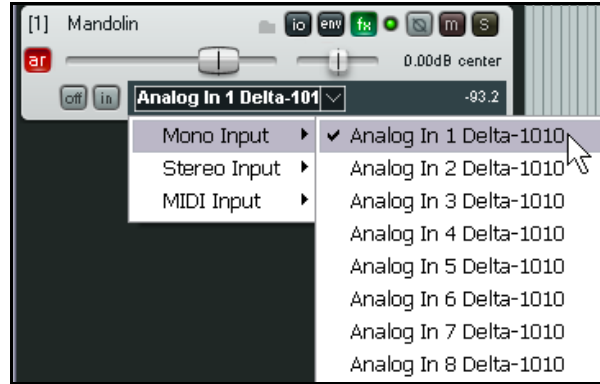 [1] Mandolin io env fx m s
ar 0.00dB center
off in Analog In 1 Delta-101 -93.2
Mono Input
Stereo Input
MIDI Input
Analog In 1 Delta-1010
Analog In 2 Delta-1010
Analog In 3 Delta-1010
Analog In 4 Delta-1010
Analog In 5 Delta-1010
Analog In 6 Delta-1010
Analog In 7 Delta-1010
Analog In 8 Delta-1010